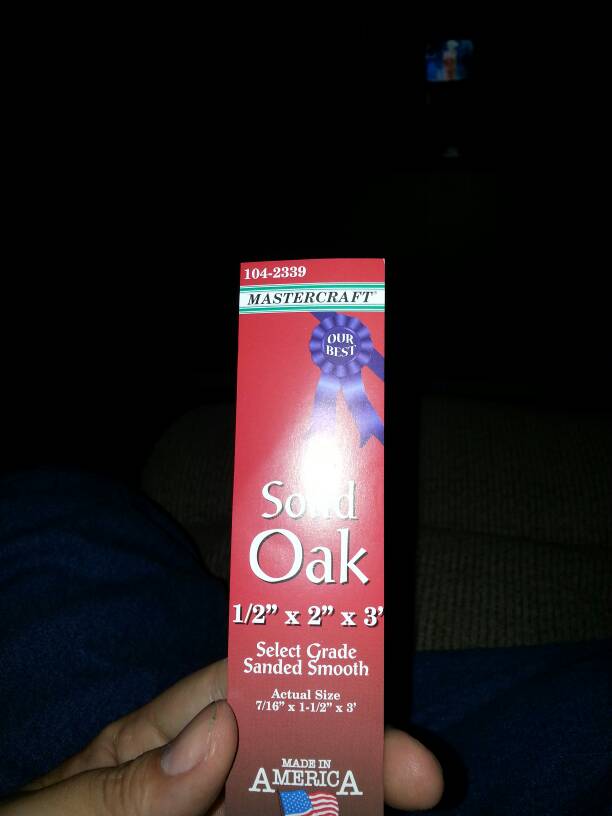 104-2339
MASTERCRAFT®
OUR
BEST
Solid
Oak
1/2” x 2” x 3’
Select Grade
Sanded Smooth
Actual Size
7/16” x 1-1/2” x 3’
MADE IN
AMERICA